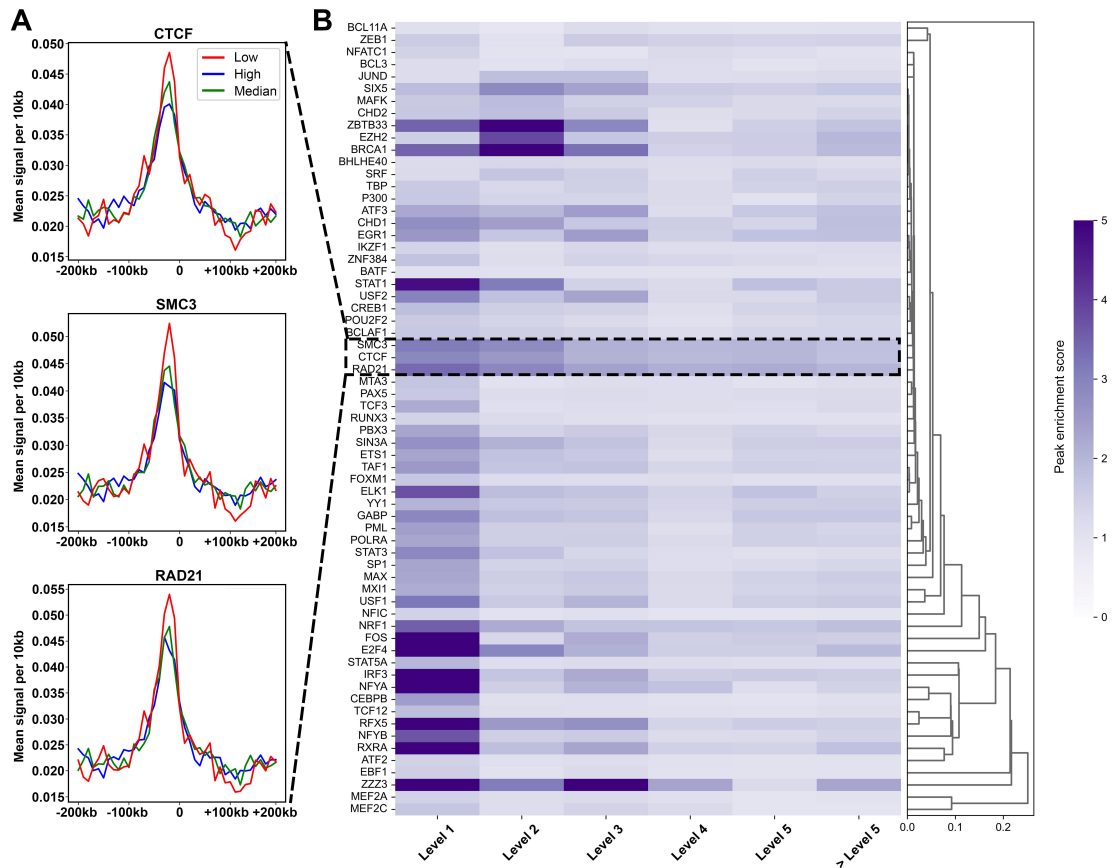 A
CTCF
Mean signal per 10kb
0.050
0.045
0.040
0.035
0.030
0.025
0.020
0.015
Low
High
Median
-200kb -100kb 0 +100kb +200kb
SMC3
Mean signal per 10kb
0.050
0.045
0.040
0.035
0.030
0.025
0.020
0.015
-200kb -100kb 0 +100kb +200kb
RAD21
Mean signal per 10kb
0.055
0.050
0.045
0.040
0.035
0.030
0.025
0.020
0.015
-200kb -100kb 0 +100kb +200kb
B
BCL11A
ZEB1
NFATC1
BCL3
JUND
SIX5
MAFK
CHD2
ZBTB33
EZH2
BRCA1
BHLHE40
SRF
TBP
P300
ATF3
CHD1
EGR1
IKZF1
ZNF384
BATF
STAT1
USF2
CREB1
POU2F2
BCLAF1
SMC3
CTCF
RAD21
MTA3
PAX5
TCF3
RUNX3
PBX3
SIN3A
ETS1
TAF1
FOXM1
ELK1
YY1
GABP
PML
POLRA
STAT3
SP1
MAX
MXI1
USF1
NFIC
NRF1
FOS
E2F4
STAT5A
IRF3
NFYA
CEBPB
TCF12
RFX5
NFYB
RXRA
ATF2
EBF1
ZZZ3
MEF2A
MEF2C
Level 1 Level 2 Level 3 Level 4 Level 5 > Level 5
0.0 0.1 0.2
Peak enrichment score
5
4
3
2
1
0